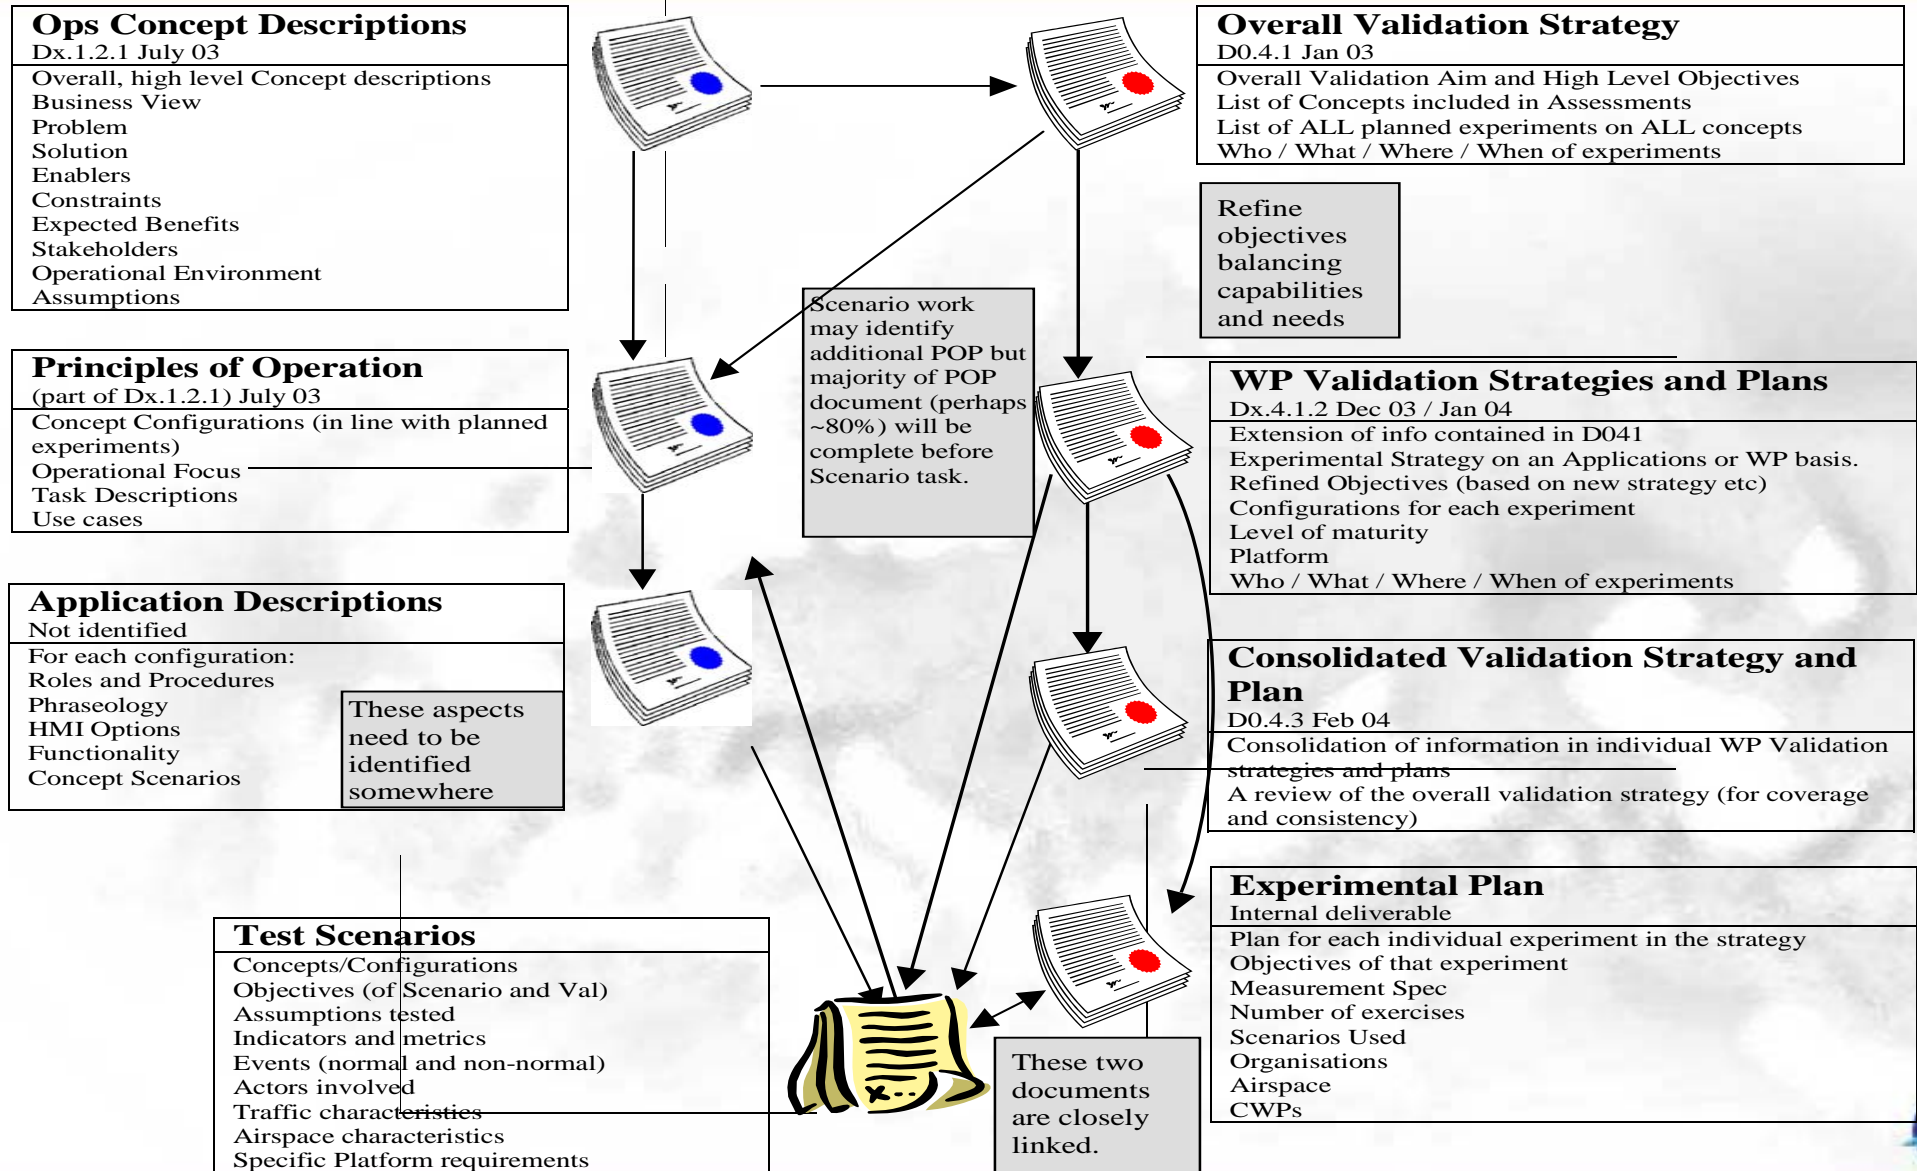 Ops Concept Descriptions
Dx.1.2.1 July 03
Overall, high level Concept descriptions
Business View
Problem
Solution
Enablers
Constraints
Expected Benefits
Stakeholders
Operational Environment
Assumptions
Overall Validation Strategy
D0.4.1 Jan 03
Overall Validation Aim and High Level Objectives
List of Concepts included in Assessments
List of ALL planned experiments on ALL concepts
Who / What / Where / When of experiments
Refine
objectives
balancing
capabilities
and needs
Scenario work
may identify
additional POP but
majority of POP
document (perhaps
~80%) will be
complete before
Scenario task.
Principles of Operation
(part of Dx.1.2.1) July 03
Concept Configurations (in line with planned
experiments)
Operational Focus
Task Descriptions
Use cases
WP Validation Strategies and Plans
Dx.4.1.2 Dec 03 / Jan 04
Extension of info contained in D041
Experimental Strategy on an Applications or WP basis.
Refined Objectives (based on new strategy etc)
Configurations for each experiment
Level of maturity
Platform
Who / What / Where / When of experiments
Application Descriptions
Not identified
For each configuration:
Roles and Procedures
Phraseology
HMI Options
Functionality
Concept Scenarios
These aspects
need to be
identified
somewhere
Consolidated Validation Strategy and
Plan
D0.4.3 Feb 04
Consolidation of information in individual WP Validation
strategies and plans
A review of the overall validation strategy (for coverage
and consistency)
Experimental Plan
Internal deliverable
Plan for each individual experiment in the strategy
Objectives of that experiment
Measurement Spec
Number of exercises
Scenarios Used
Organisations
Airspace
CWPs
Test Scenarios
Concepts/Configurations
Objectives (of Scenario and Val)
Assumptions tested
Indicators and metrics
Events (normal and non-normal)
Actors involved
Traffic characteristics
Airspace characteristics
Specific Platform requirements
These two
documents
are closely
linked.